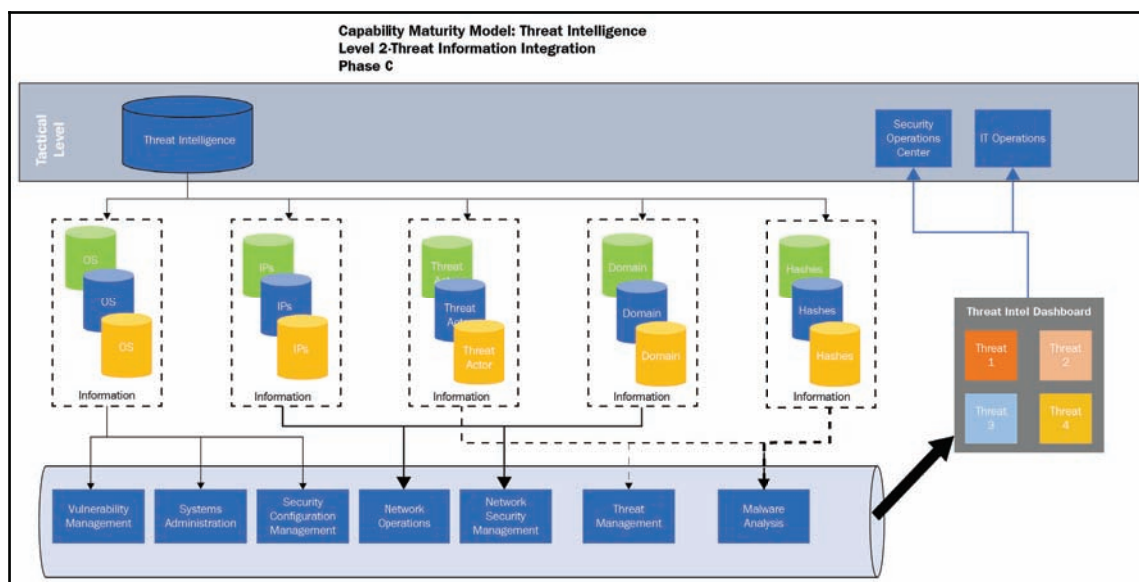 Capability Maturity Model: Threat Intelligence
Level 2-Threat Information Integration
Phase C
Tactical
Level
Threat Intelligence
Security
Operations
Center
IT Operations
OS
OS
OS
Information
IPs
IPs
IPs
Information
Threat
Actor
Threat
Actor
Threat
Actor
Information
Domain
Domain
Domain
Information
Hashes
Hashes
Hashes
Information
Threat Intel Dashboard
Threat
1
Threat
2
Threat
3
Threat
4
Vulnerability
Management
Systems
Administration
Security
Configuration
Management
Network
Operations
Network
Security
Management
Threat
Management
Malware
Analysis